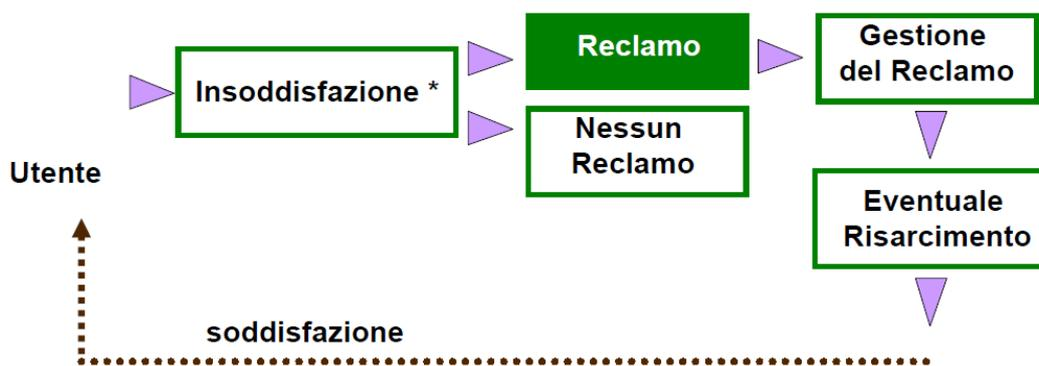 Reclamo
Gestione
del Reclamo
Insoddisfazione *
Nessun
Reclamo
Utente
Eventuale
Risarcimento
soddisfazione